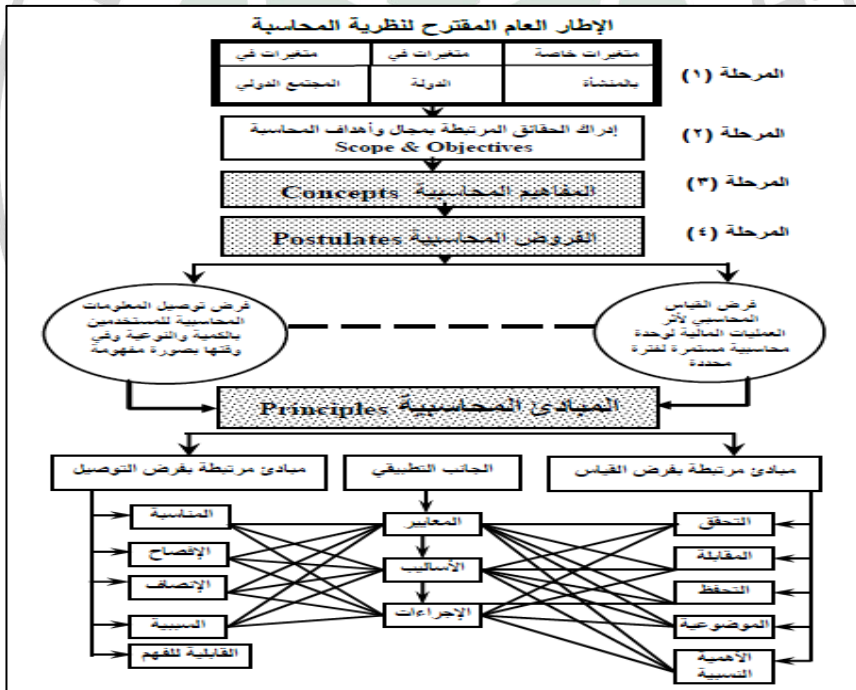 الإطار العام المقترح لنظرية المحاسبة
متغيرات خاصة
بالمنشأة
متغيرات في
الدولة
متغيرات في
المجتمع الدولي
المرحلة (١)
إدراك الحقائق المرتبطة بمجال وأهداف المحاسبة
Scope & Objectives
المرحلة (٢)
المفاهيم المحاسبية Concepts
المرحلة (٣)
الفروض المحاسبية Postulates
المرحلة (٤)
فرض القياس
المحاسبي لأثر
العمليات المالية لوحدة
محاسبية مستمرة لفترة
محددة
فرض توصيل المعلومات
المحاسبية للمستخدمين
بالكمية والنوعية وفي
وقتها بصورة مفهومة
المبادئ المحاسبية Principles
مبادئ مرتبطة بفرض القياس
الجانب التطبيقي
مبادئ مرتبطة بفرض التوصيل
التحقق
المقابلة
التحفظ
الموضوعية
الأهمية
النسبية
المعايير
الأساليب
الإجراءات
المناسبة
الإفصاح
الإنصاف
السببية
القابلية للفهم